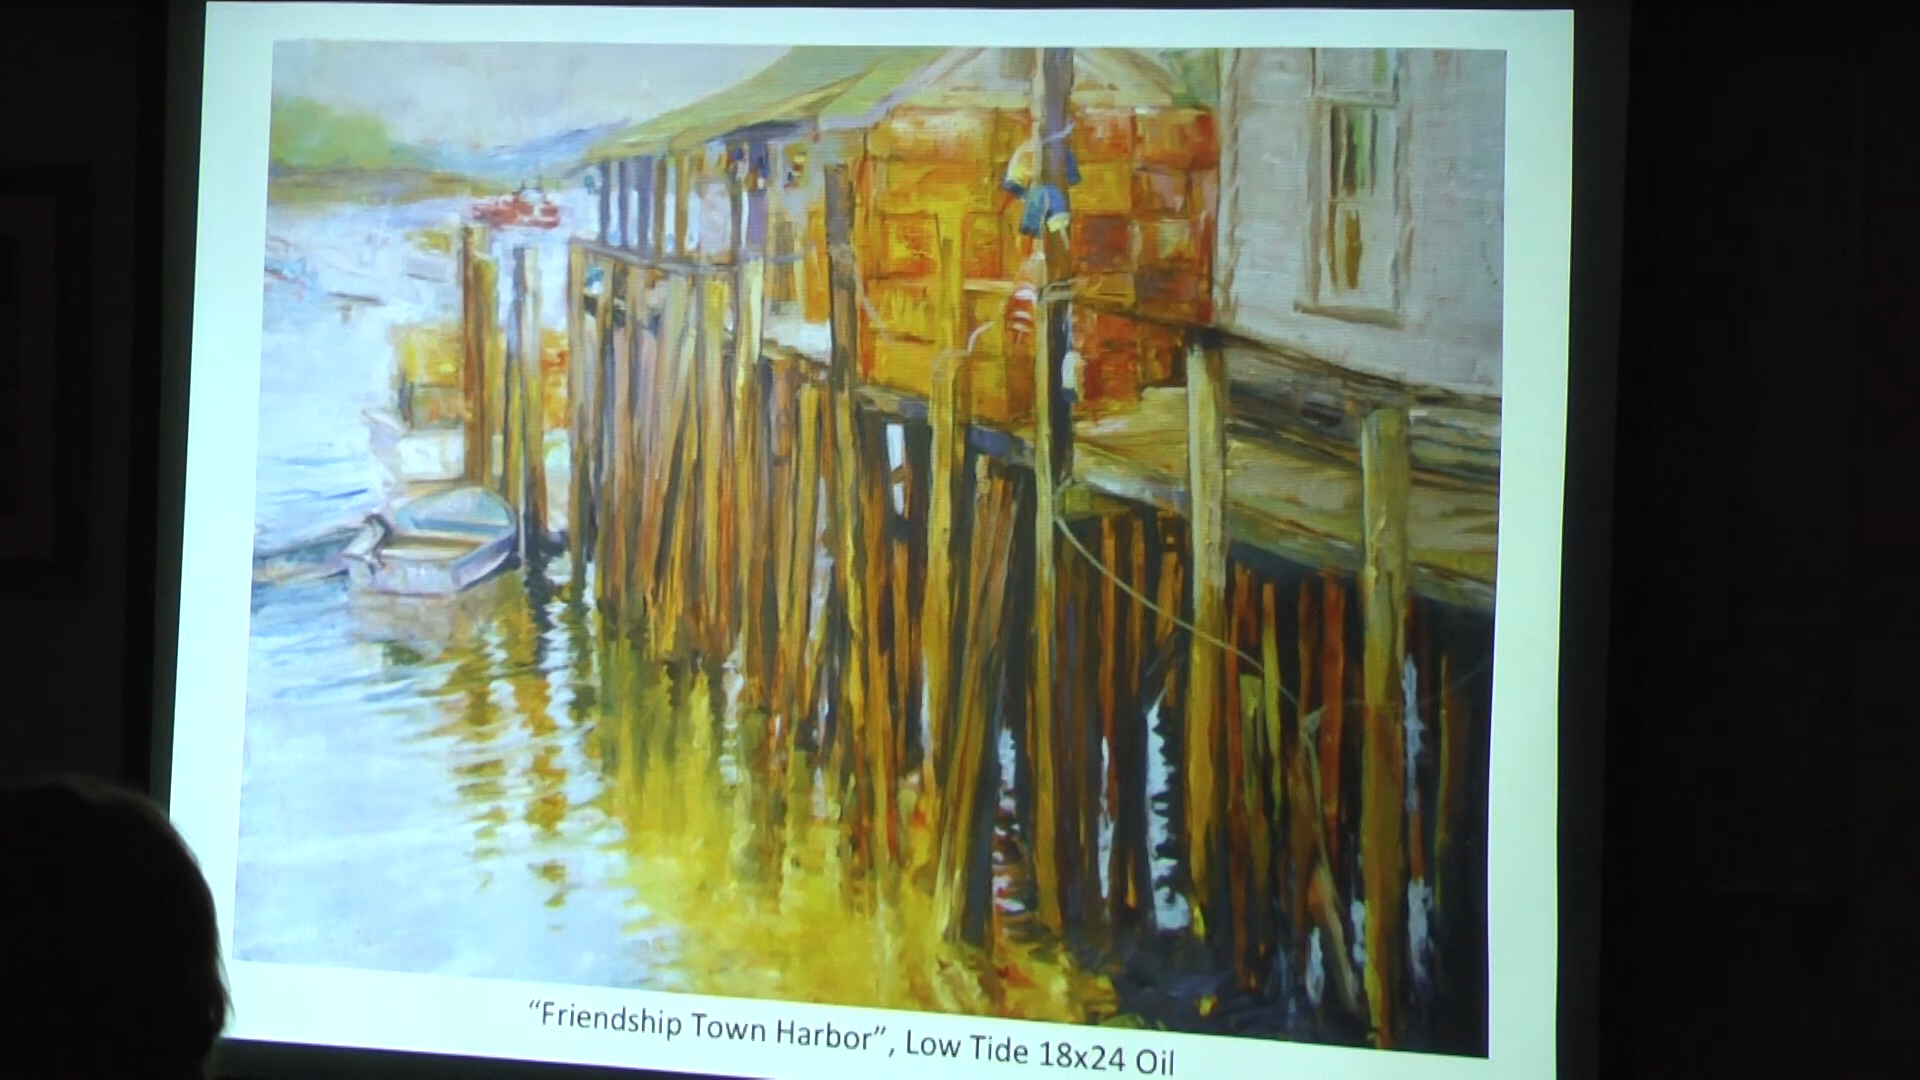 “Friendship Town Harbor”, Low Tide 18x24 Oil